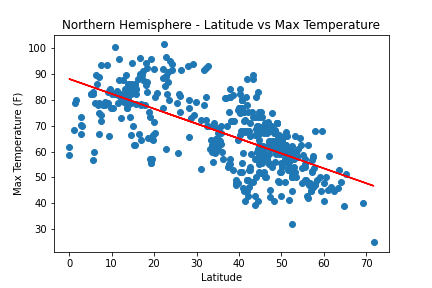 Northern Hemisphere - Latitude vs Max Temperature
100
90
80
70
60
50
40
30
Max Temperature (F)
0 10 20 30 40 50 60 70
Latitude